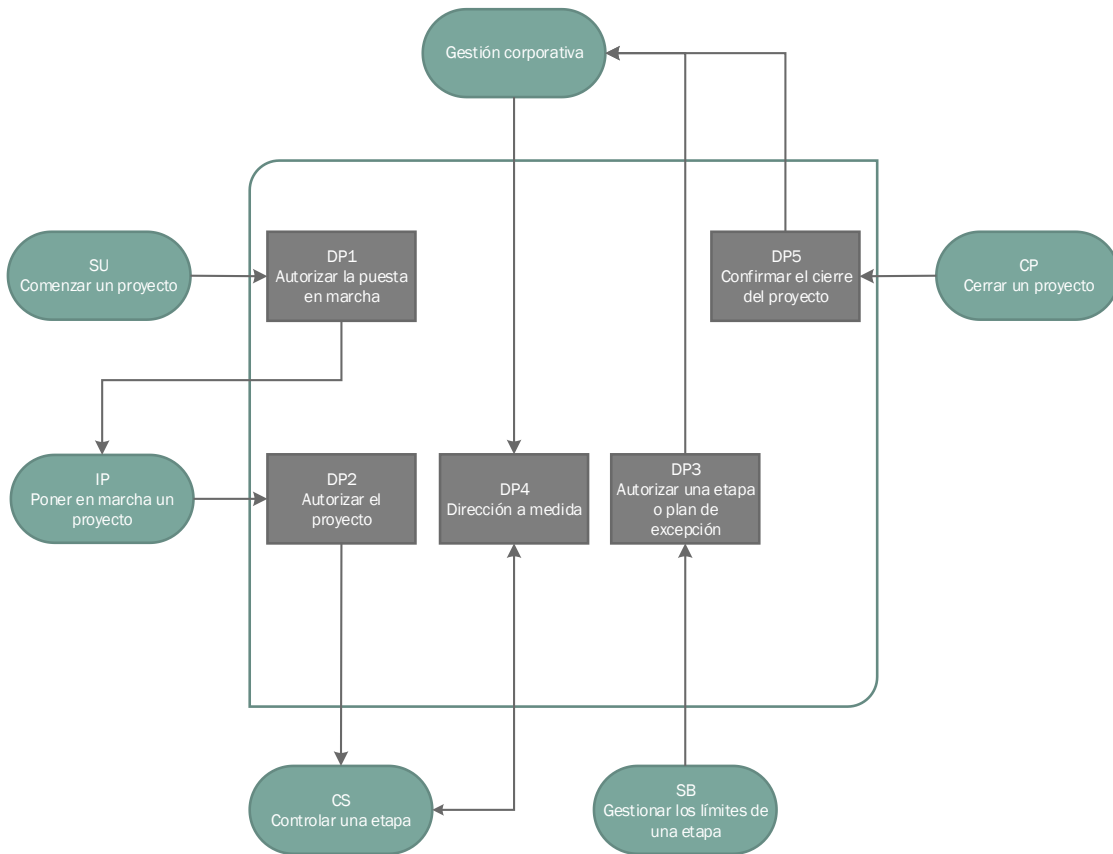 Gestión corporativa
SU
Comenzar un proyecto
DP1
Autorizar la puesta
en marcha
DP5
Confirmar el cierre
del proyecto
CP
Cerrar un proyecto
IP
Poner en marcha un
proyecto
DP2
Autorizar el
proyecto
DP4
Dirección a medida
DP3
Autorizar una etapa
o plan de
excepción
CS
Controlar una etapa
SB
Gestionar los límites de
una etapa